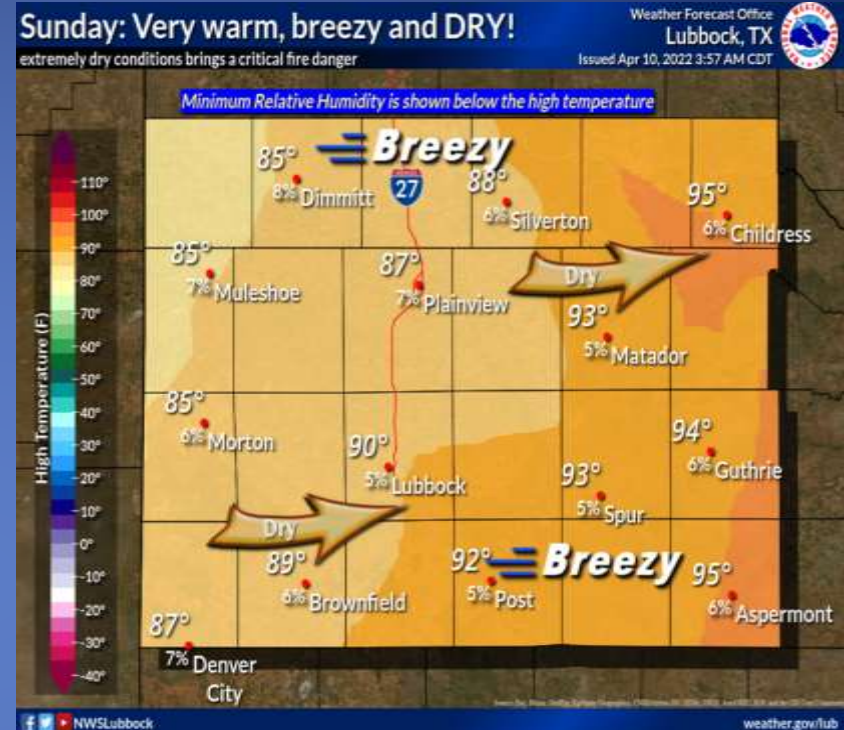 Sunday: Very warm, breezy and DRY!
extremely dry conditions brings a critical fire danger
Weather Forecast Office
Lubbock, TX
Issued Apr 10, 2022 3:57 AM CDT
Minimum Relative Humidity is shown below the high temperature
High Temperature (F)
110°
100°
90°
80°
70°
60°
50°
40°
30°
20°
10°
0°
-10°
-20°
-30°
-40°
Breezy
27
85°
8% Dimmitt
88°
6% Silverton
95°
6% Childress
85°
7% Muleshoe
87°
7% Plainview
Dry
93°
5% Matador
85°
6% Morton
90°
5% Lubbock
94°
6% Guthrie
93°
5% Spur
Dry
89°
6% Brownfield
92°
5% Post
Breezy
95°
6% Aspermont
87°
7% Denver
City
NWSLubbock
weather.gov/lub